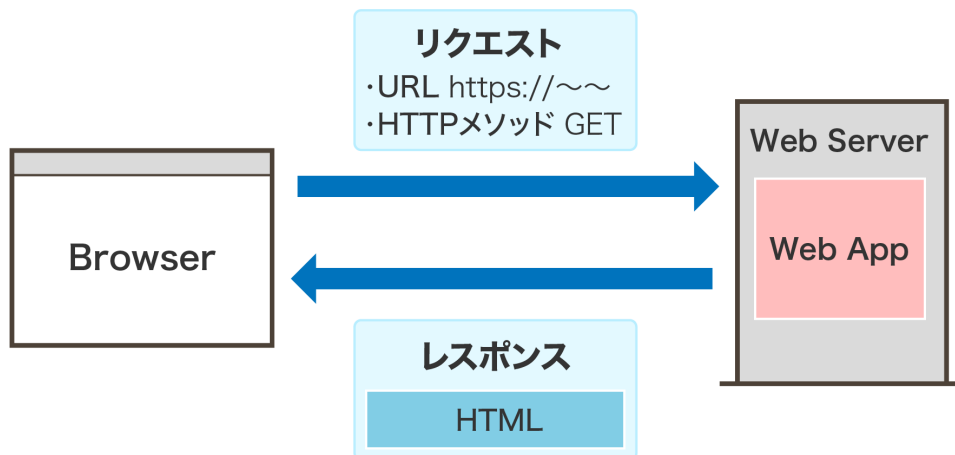 リクエスト
・URL https://〜〜
・HTTPメソッド GET
Web Server
Web App
Browser
レスポンス
HTML